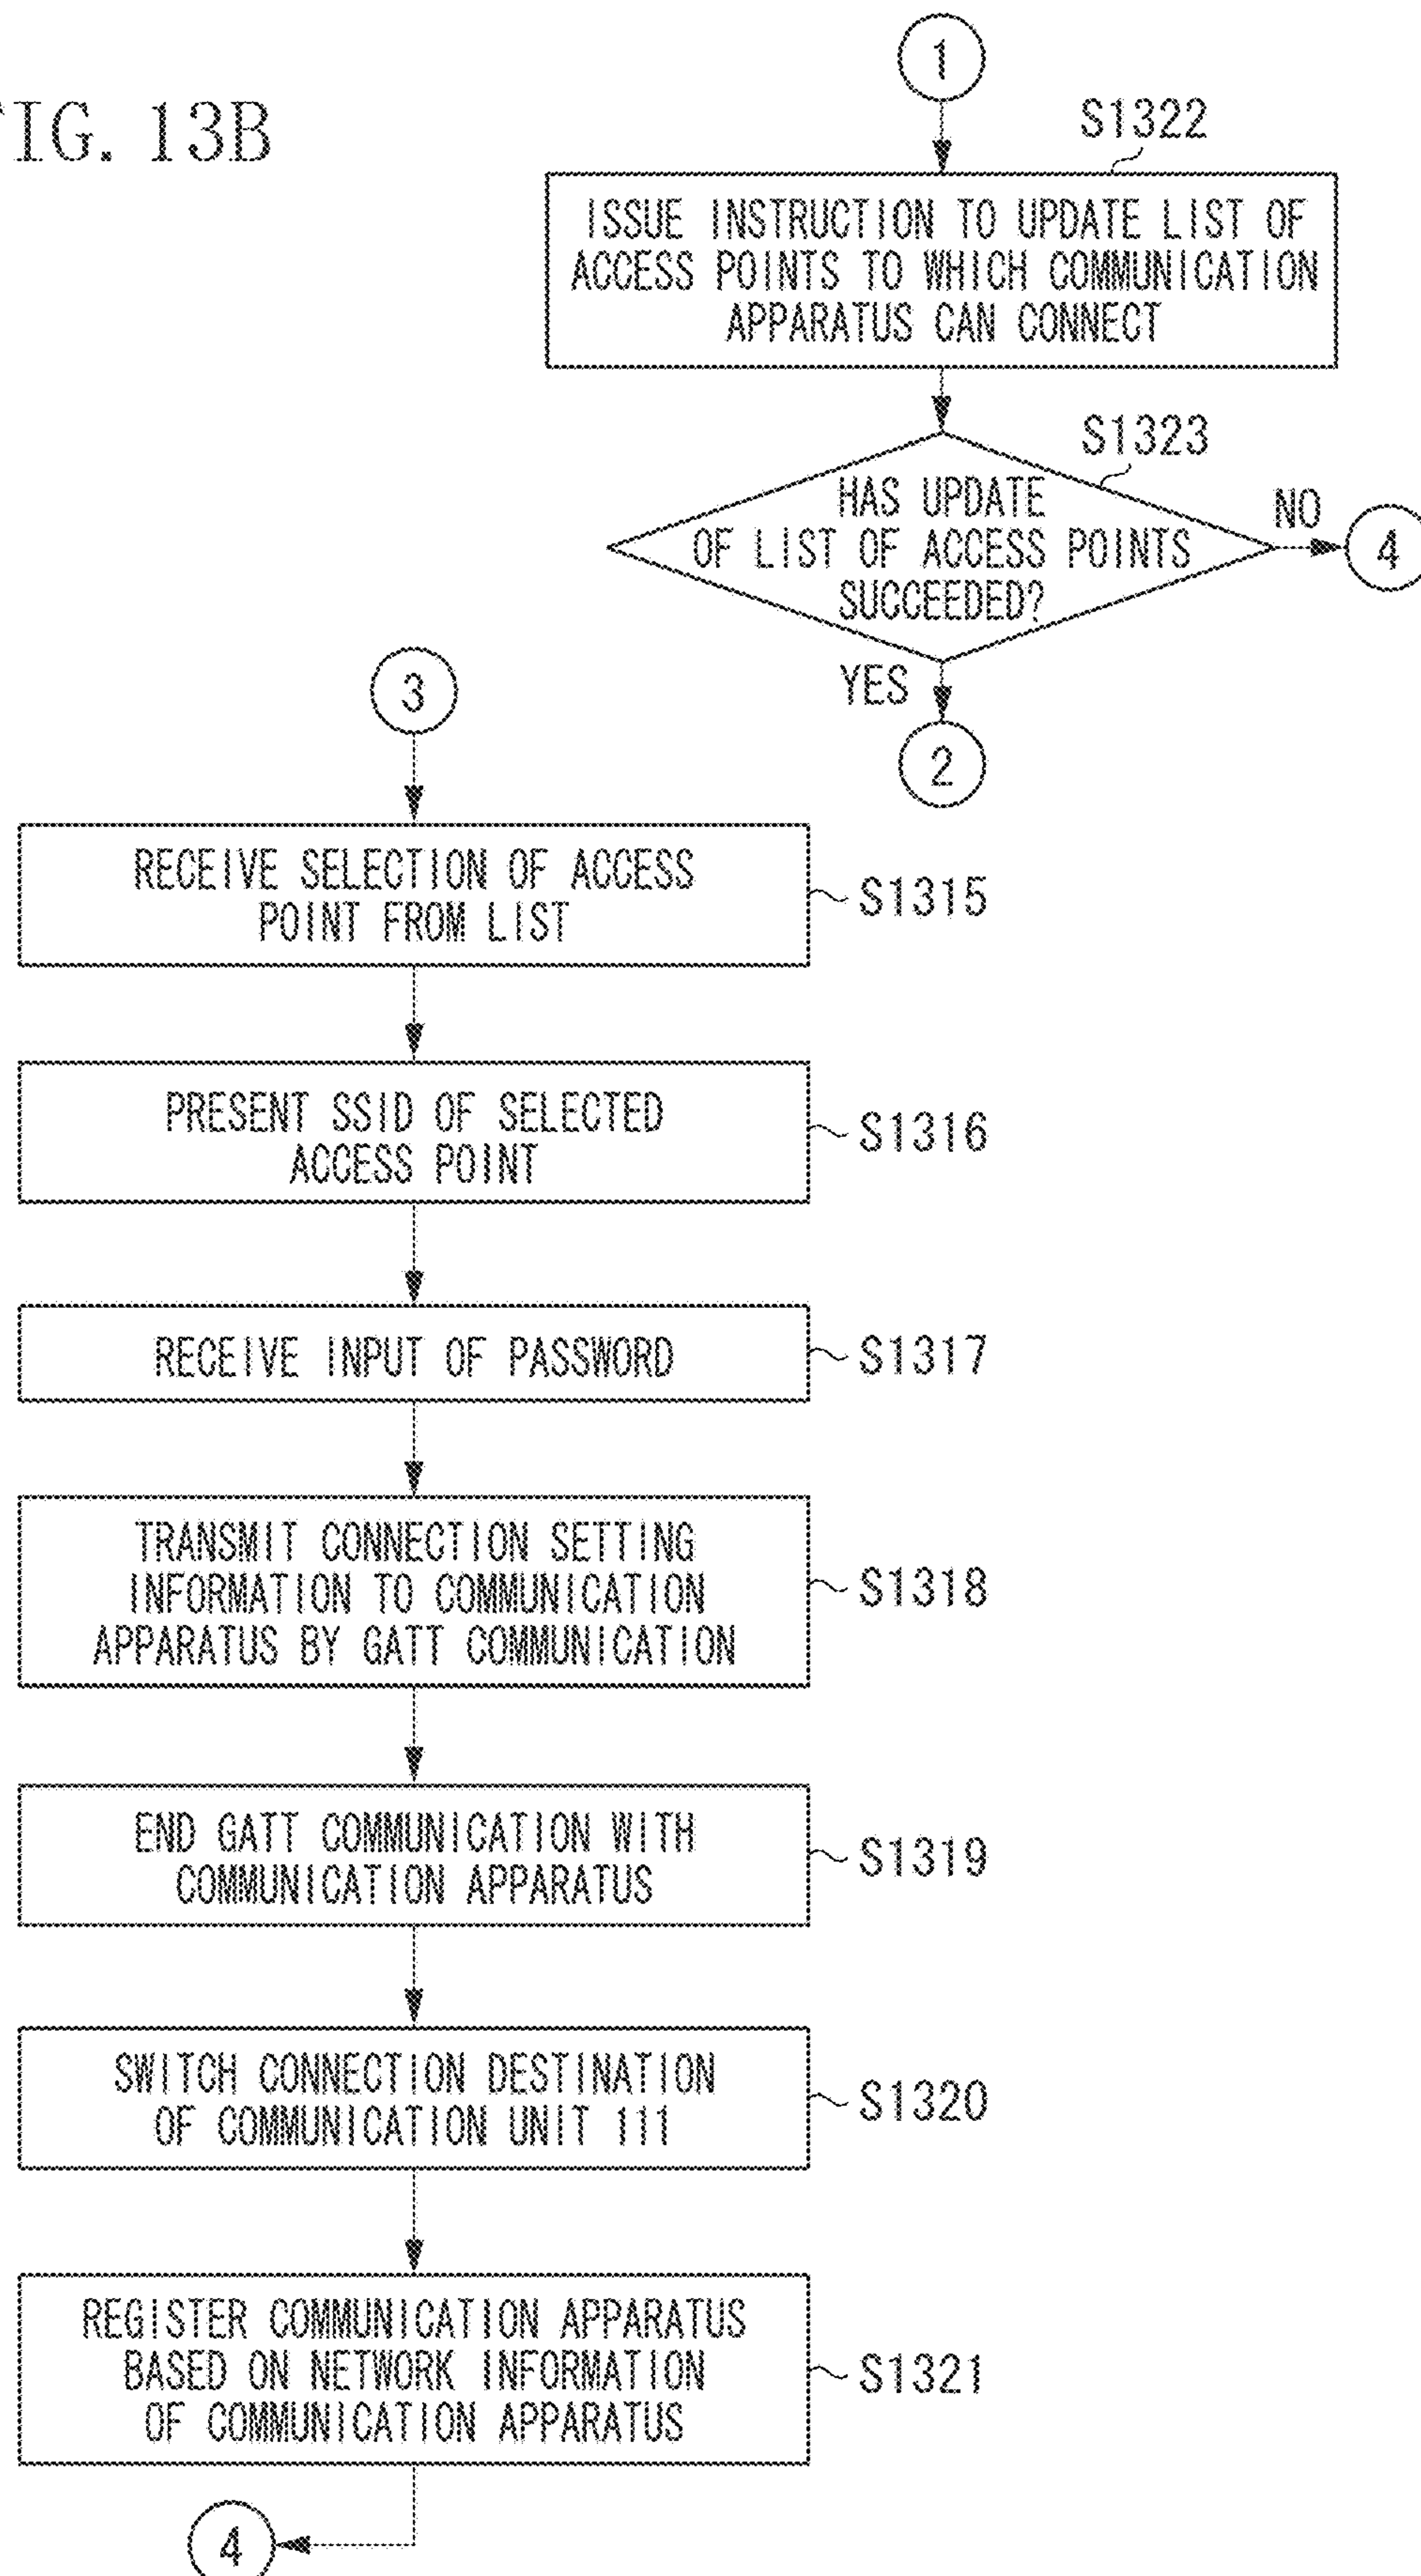 FIG. 13B
1
S1322
ISSUE INSTRUCTION TO UPDATE LIST OF
ACCESS POINTS TO WHICH COMMUNICATION
APPARATUS CAN CONNECT
S1323
HAS UPDATE
OF LIST OF ACCESS POINTS
SUCCEEDED?
NO
4
YES
2
3
RECEIVE SELECTION OF ACCESS
POINT FROM LIST
S1315
PRESENT SSID OF SELECTED
ACCESS POINT
S1316
RECEIVE INPUT OF PASSWORD
S1317
TRANSMIT CONNECTION SETTING
INFORMATION TO COMMUNICATION
APPARATUS BY GATT COMMUNICATION
S1318
END GATT COMMUNICATION WITH
COMMUNICATION APPARATUS
S1319
SWITCH CONNECTION DESTINATION
OF COMMUNICATION UNIT 111
S1320
REGISTER COMMUNICATION APPARATUS
BASED ON NETWORK INFORMATION
OF COMMUNICATION APPARATUS
S1321
4